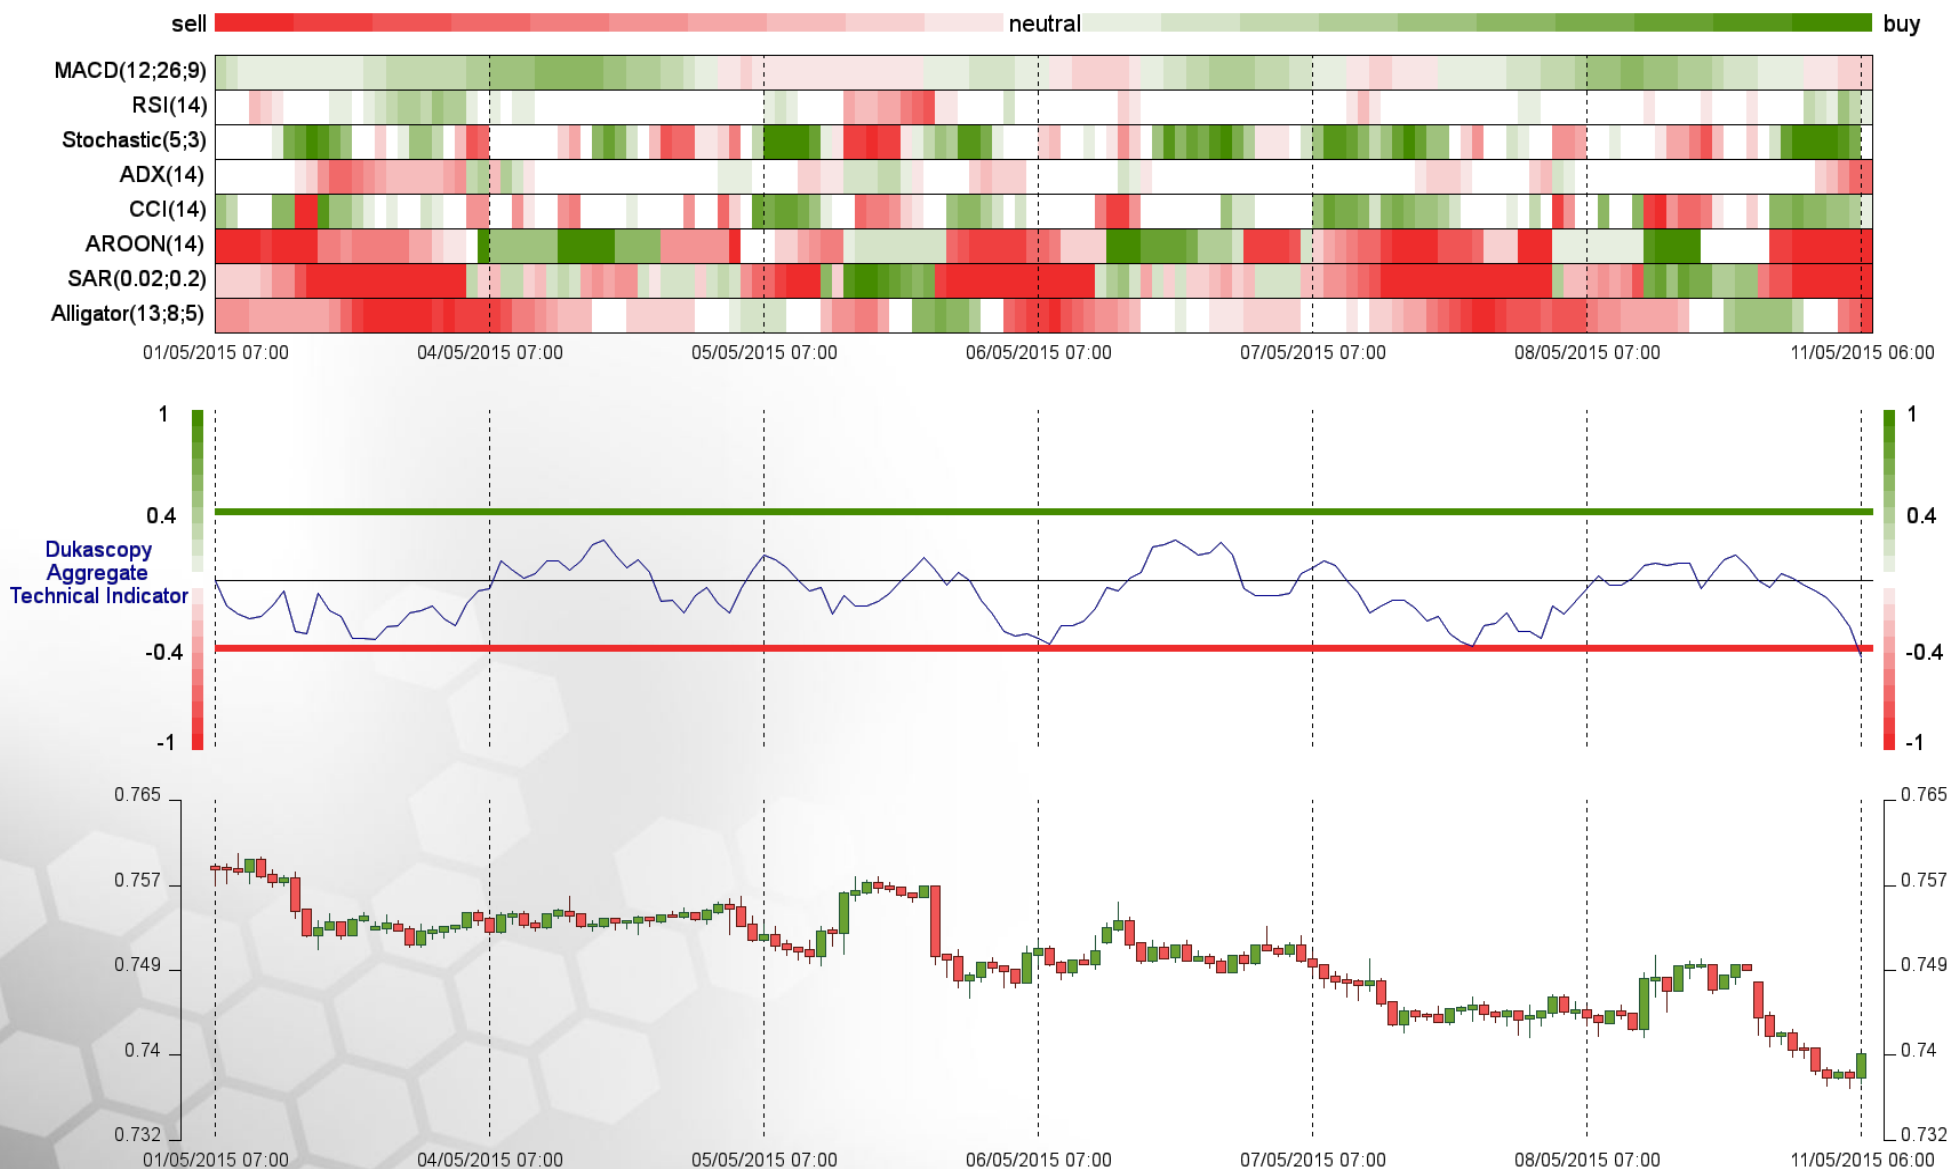 sell neutral buy
MACD(12;26;9)
RSI(14)
Stochastic(5;3)
ADX(14)
CCI(14)
AROON(14)
SAR(0.02;0.2)
Alligator(13;8;5)
01/05/2015 07:00 04/05/2015 07:00 05/05/2015 07:00 06/05/2015 07:00 07/05/2015 07:00 08/05/2015 07:00 11/05/2015 06:00
1 1
0.4 0.4
Dukascopy
Aggregate
Technical Indicator
-0.4 -0.4
-1 -1
0.765 0.765
0.757 0.757
0.749 0.749
0.74 0.74
0.732 0.732
01/05/2015 07:00 04/05/2015 07:00 05/05/2015 07:00 06/05/2015 07:00 07/05/2015 07:00 08/05/2015 07:00 11/05/2015 06:00